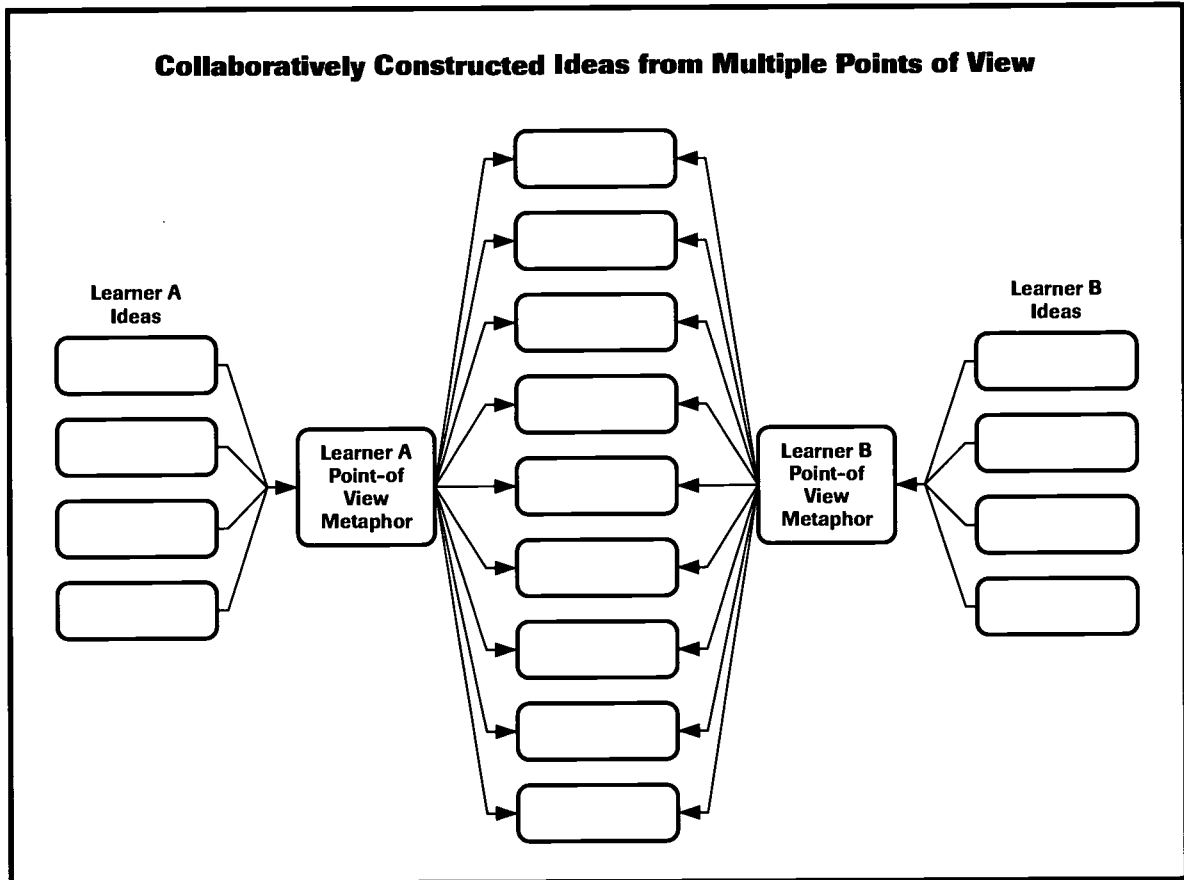 Collaboratively Constructed Ideas from Multiple Points of View
Learner A
Ideas
Learner A
Point-of
View
Metaphor
Learner B
Point-of
View
Metaphor
Learner B
Ideas